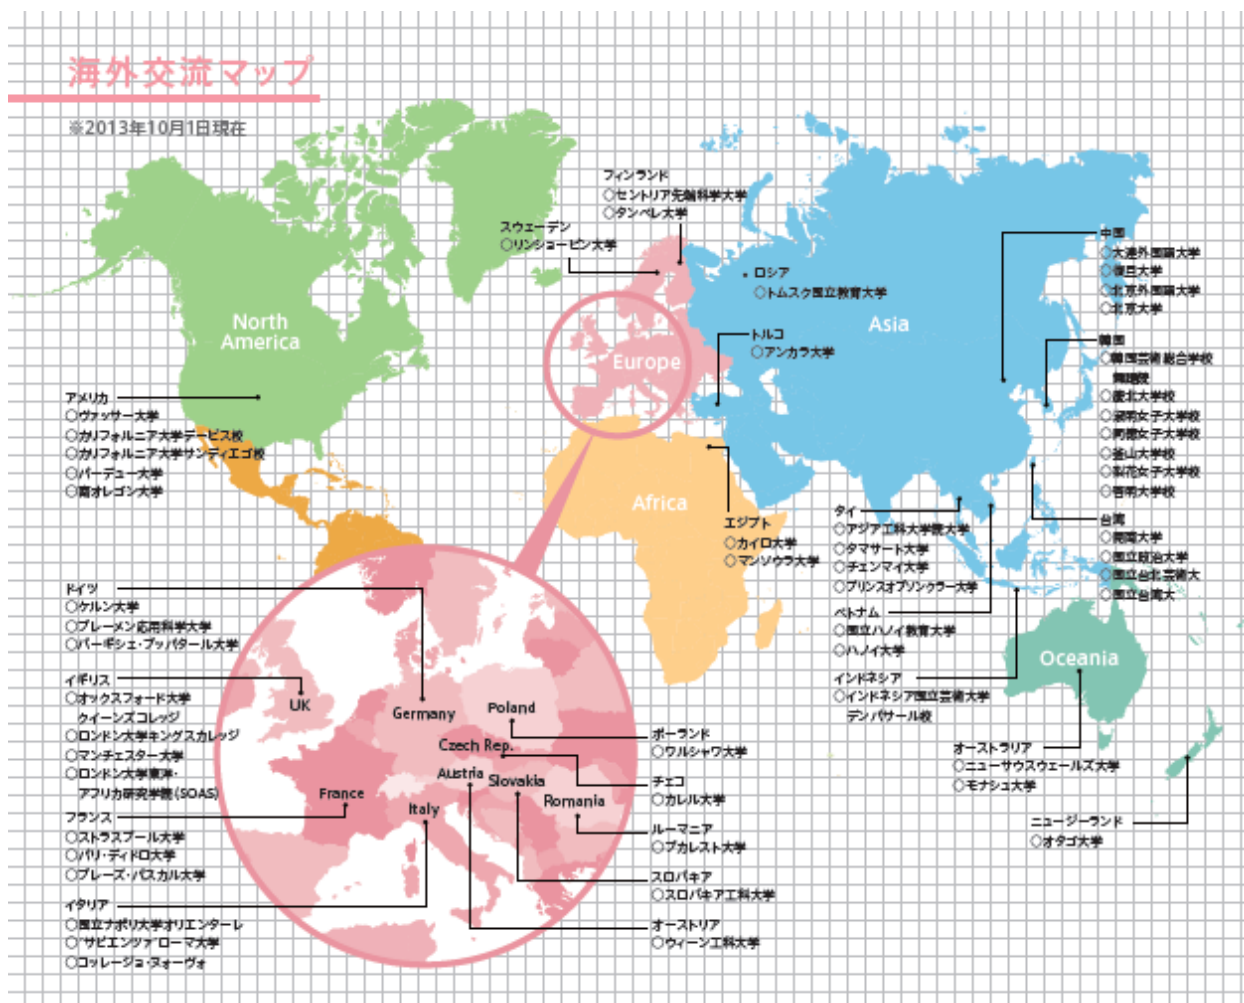 海外交流マップ
※2013年10月1日現在
フィンランド
○セントリア先端科学大学
○タンペレ大学
スウェーデン
○リンショーピン大学
ロシア
○トムスク国立教育大学
トルコ
○アンカラ大学
North
America
Europe
Asia
Africa
Oceania
中国
○大連外国語大学
○復旦大学
○北京外国語大学
○北京大学
韓国
○韓国芸術総合学校
○慶北大学校
○淑明女子大学校
○同徳女子大学校
○釜山大学校
○梨花女子大学校
○啓明大学校
台湾
○開南大学
○国立政治大学
○国立台北芸術大
○国立台湾大
アメリカ
○ヴァッサー大学
○カリフォルニア大学デービス校
○カリフォルニア大学サンディエゴ校
○パーデュー大学
○南オレゴン大学
エジプト
○カイロ大学
○マンソウラ大学
タイ
○アジア工科大学院大学
○タマサート大学
○チェンマイ大学
○プリンスオブソンクラー大学
ベトナム
○国立ハノイ教育大学
○ハノイ大学
インドネシア
○インドネシア国立芸術大学
デンパサール校
オーストラリア
○ニューサウスウェールズ大学
○モナシュ大学
ニュージーランド
○オタゴ大学
ドイツ
○ケルン大学
○ブレーメン応用科学大学
○バーギシェ・ブッパタール大学
イギリス
○オックスフォード大学
クイーンズコレッジ
○ロンドン大学キングスカレッジ
○マンチェスター大学
○ロンドン大学東洋・
アフリカ研究学院(SOAS)
フランス
○ストラスブール大学
○パリ・ディドロ大学
○ブレーズ・パスカル大学
イタリア
○国立ナポリ大学オリエンターレ
○"サピエンツァ"ローマ大学
○コッレージョ・ヌォーヴォ
UK
Germany
Poland
Czech Rep.
Austria
Slovakia
France
Italy
Romania
ポーランド
○ワルシャワ大学
チェコ
○カレル大学
ルーマニア
○ブカレスト大学
スロバキア
○スロバキア工科大学
オーストリア
○ウィーン工科大学